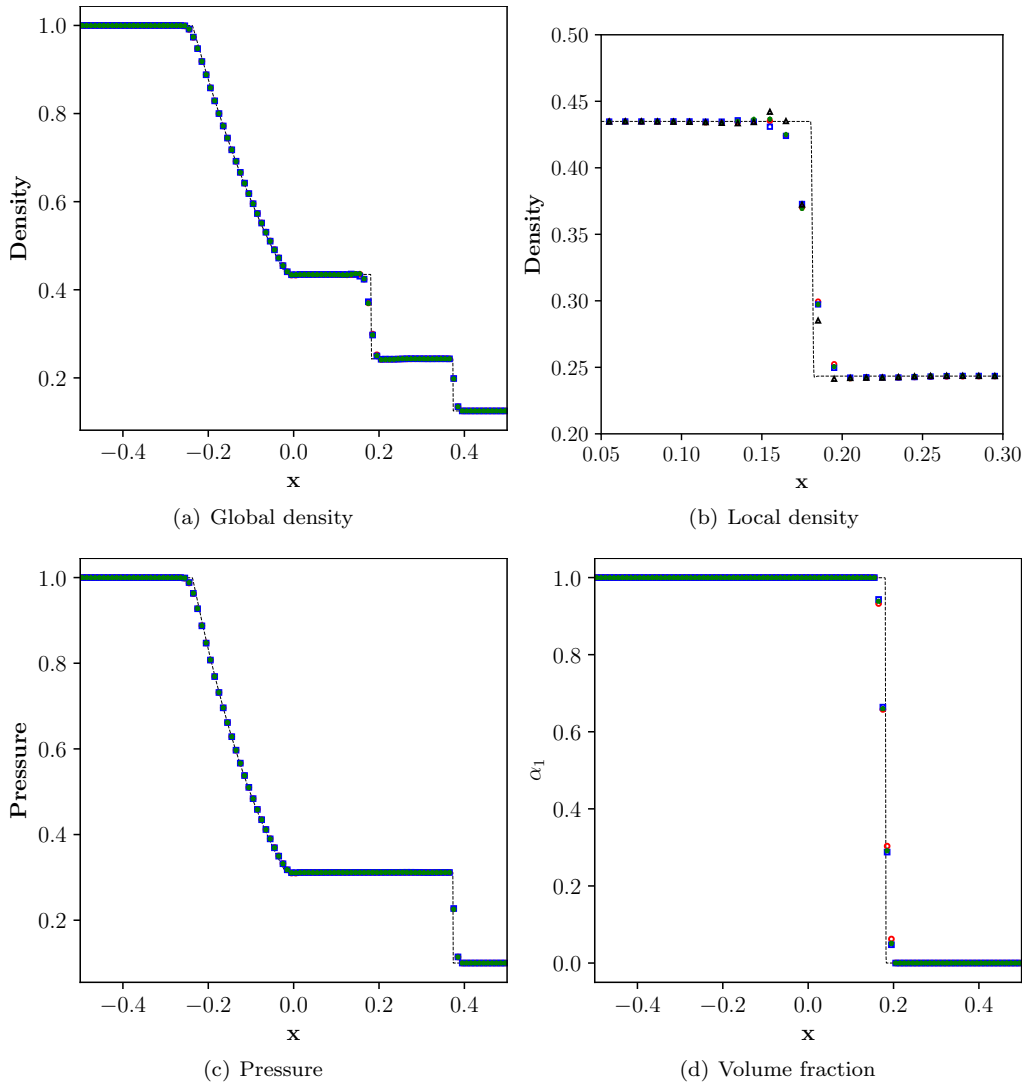 1.0
0.8
0.6
0.4
0.2
Density
−0.4 −0.2 0.0 0.2 0.4
x
(a) Global density
0.50
0.45
0.40
0.35
0.30
0.25
0.20
Density
0.05 0.10 0.15 0.20 0.25 0.30
x
(b) Local density
1.0
0.8
0.6
0.4
0.2
Pressure
−0.4 −0.2 0.0 0.2 0.4
x
(c) Pressure
1.0
0.8
0.6
0.4
0.2
0.0
α₁
−0.4 −0.2 0.0 0.2 0.4
x
(d) Volume fraction